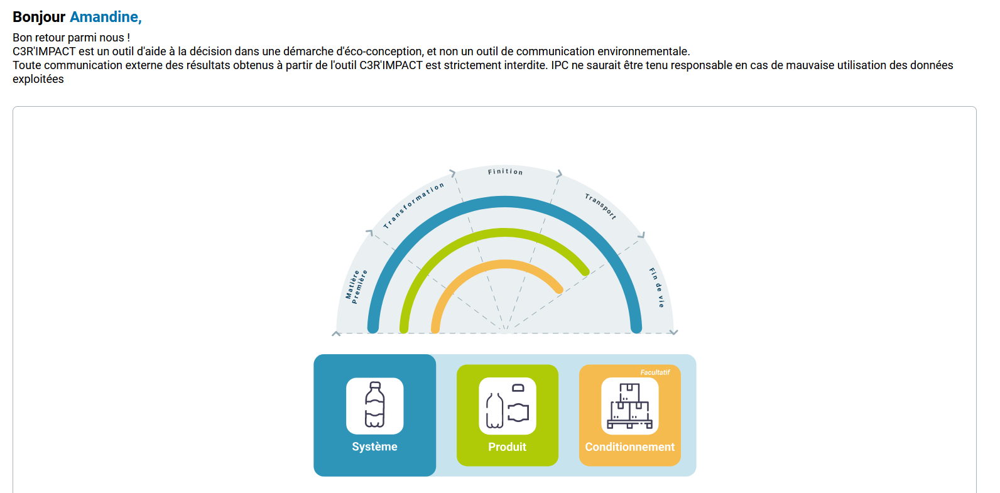 Bonjour Amandine,
Bon retour parmi nous !
C3R'IMPACT est un outil d'aide à la décision dans une démarche d'éco-conception, et non un outil de communication environnementale.
Toute communication externe des résultats obtenus à partir de l'outil C3R'IMPACT est strictement interdite. IPC ne saurait être tenu responsable en cas de mauvaise utilisation des données
exploitées
Matière
Première
Transformation
Finition
Transport
Fin de vie
Système
Produit
Facultatif
Conditionnement